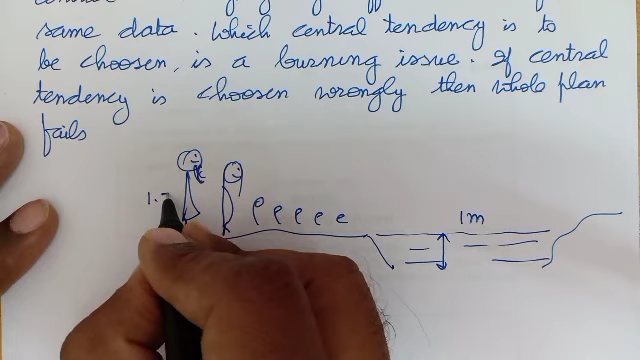 same data. Which central tendency is to
be choosen, is a burning issue. If central
tendency is choosen wrongly then whole plan
fails
1m